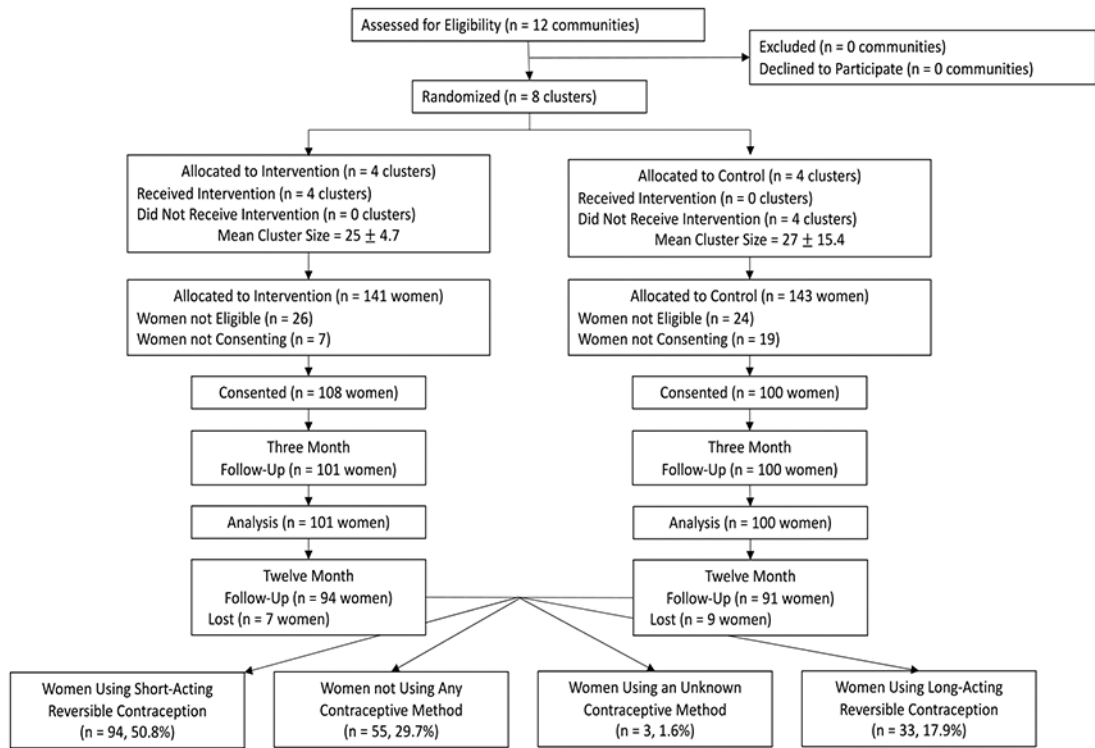 Assessed for Eligibility (n = 12 communities)
Excluded (n = 0 communities)
Declined to Participate (n = 0 communities)
Randomized (n = 8 clusters)
Allocated to Intervention (n = 4 clusters)
Received Intervention (n = 4 clusters)
Did Not Receive Intervention (n = 0 clusters)
Mean Cluster Size = 25 ± 4.7
Allocated to Control (n = 4 clusters)
Received Intervention (n = 0 clusters)
Did Not Receive Intervention (n = 4 clusters)
Mean Cluster Size = 27 ± 15.4
Allocated to Intervention (n = 141 women)
Women not Eligible (n = 26)
Women not Consenting (n = 7)
Allocated to Control (n = 143 women)
Women not Eligible (n = 24)
Women not Consenting (n = 19)
Consented (n = 108 women)
Consented (n = 100 women)
Three Month
Follow-Up (n = 101 women)
Three Month
Follow-Up (n = 100 women)
Analysis (n = 101 women)
Analysis (n = 100 women)
Twelve Month
Follow-Up (n = 94 women)
Lost (n = 7 women)
Twelve Month
Follow-Up (n = 91 women)
Lost (n = 9 women)
Women Using Short-Acting
Reversible Contraception
(n = 94, 50.8%)
Women not Using Any
Contraceptive Method
(n = 55, 29.7%)
Women Using an Unknown
Contraceptive Method
(n = 3, 1.6%)
Women Using Long-Acting
Reversible Contraception
(n = 33, 17.9%)